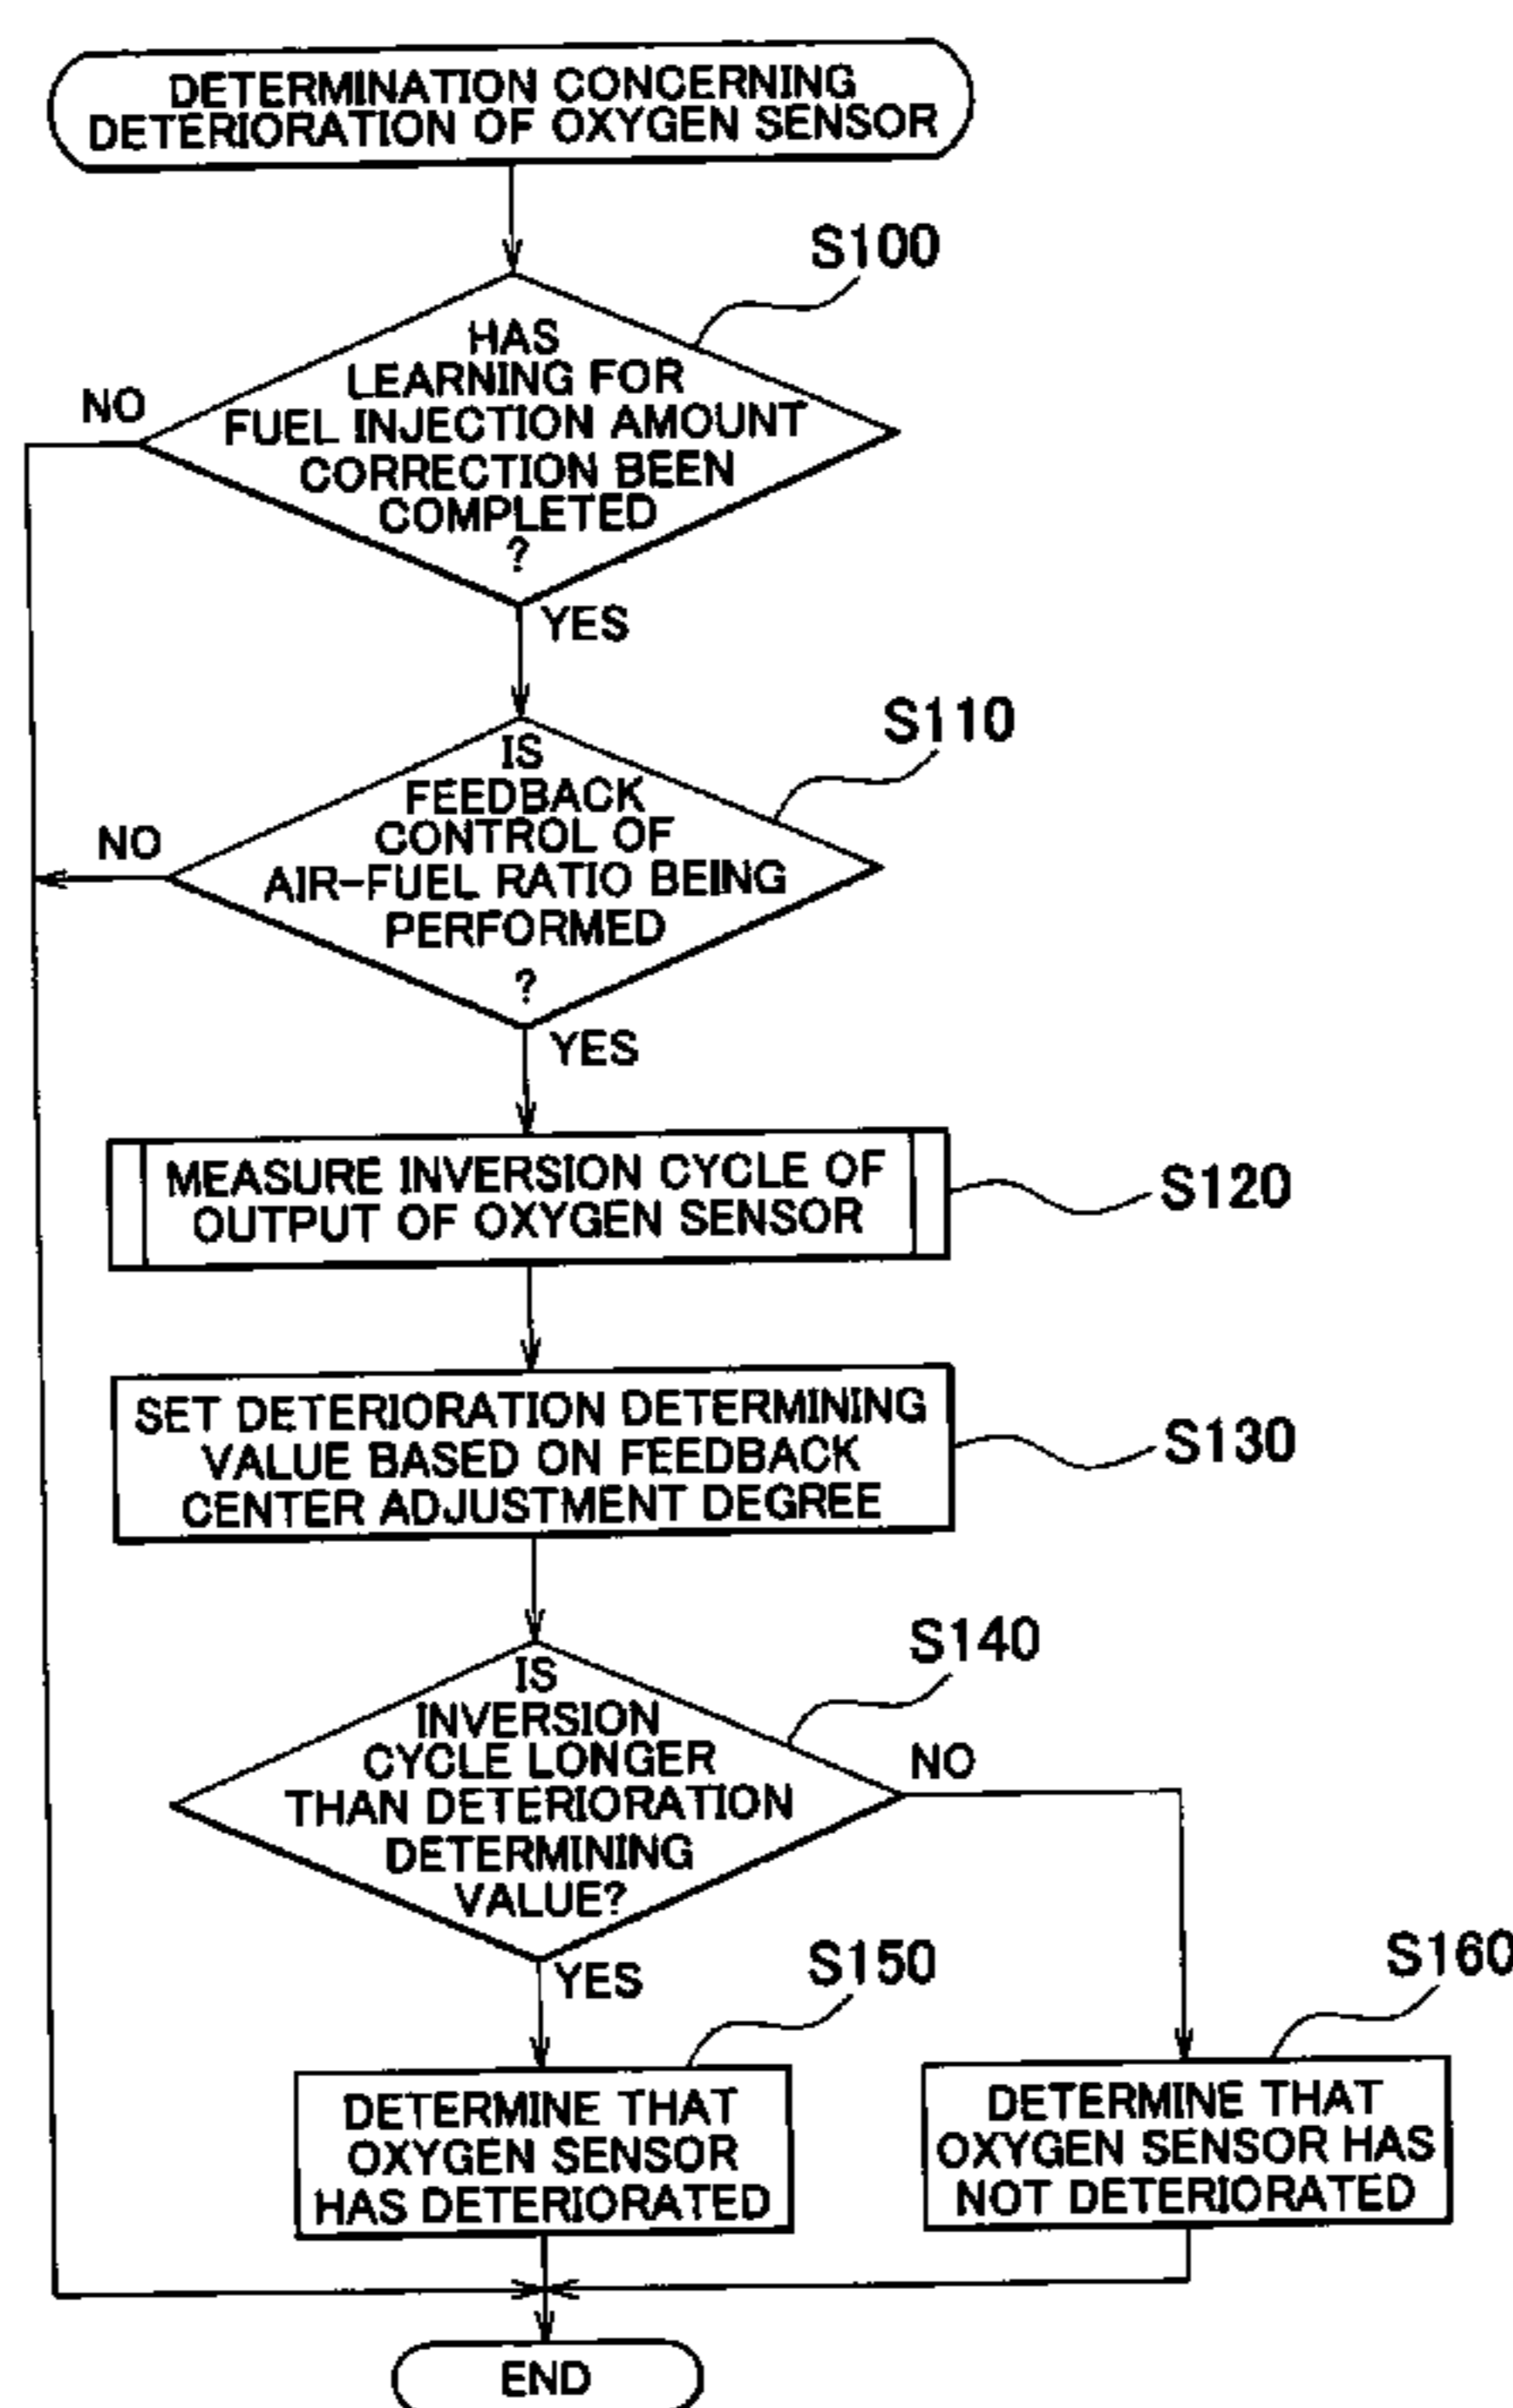 DETERMINATION CONCERNING
DETERIORATION OF OXYGEN SENSOR
S100
HAS
LEARNING FOR
FUEL INJECTION AMOUNT
CORRECTION BEEN
COMPLETED
?
NO
YES
S110
IS
FEEDBACK
CONTROL OF
AIR-FUEL RATIO BEING
PERFORMED
?
NO
YES
MEASURE INVERSION CYCLE OF
OUTPUT OF OXYGEN SENSOR
S120
SET DETERIORATION DETERMINING
VALUE BASED ON FEEDBACK
CENTER ADJUSTMENT DEGREE
S130
S140
IS
INVERSION
CYCLE LONGER
THAN DETERIORATION
DETERMINING
VALUE?
NO
YES
S150
DETERMINE THAT
OXYGEN SENSOR
HAS DETERIORATED
S160
DETERMINE THAT
OXYGEN SENSOR HAS
NOT DETERIORATED
END